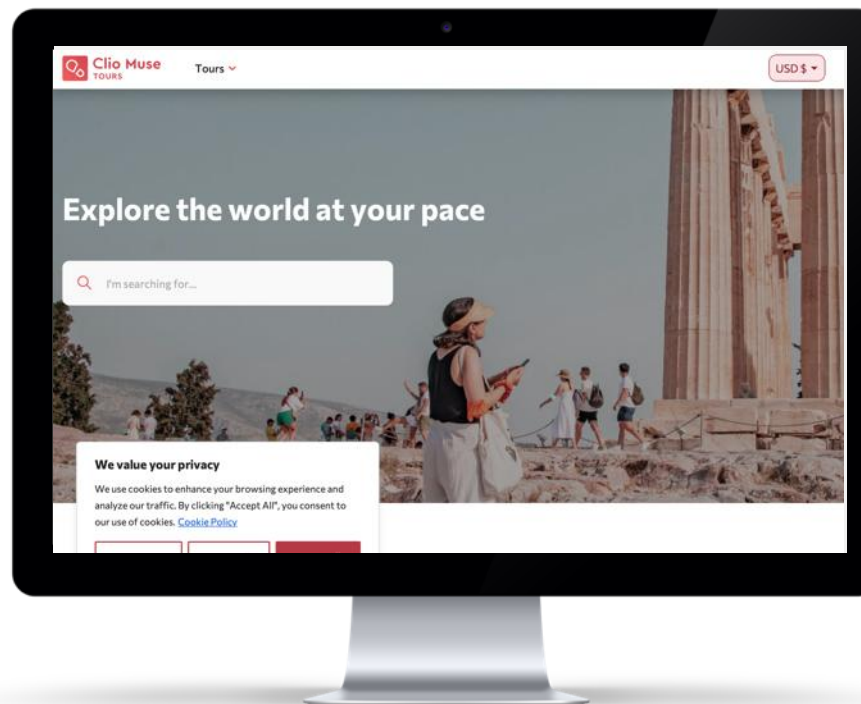 Clio Muse
TOURS
Tours
USD $
Explore the world at your pace
I'm searching for...
We value your privacy
We use cookies to enhance your browsing experience and
analyze our traffic. By clicking "Accept All", you consent to
our use of cookies. Cookie Policy